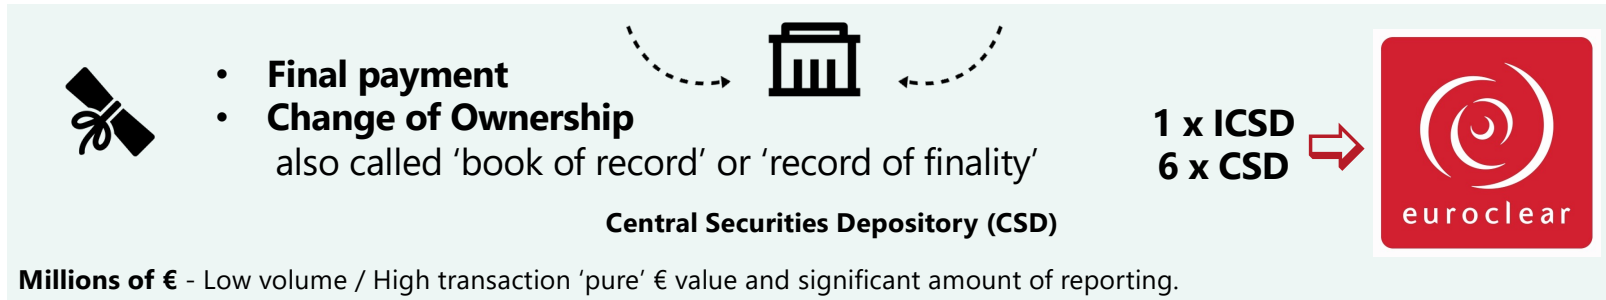 • Final payment
• Change of Ownership
also called ‘book of record’ or ‘record of finality’
1 x ICSD
6 x CSD
euroclear
Central Securities Depository (CSD)
Millions of € - Low volume / High transaction ‘pure’ € value and significant amount of reporting.